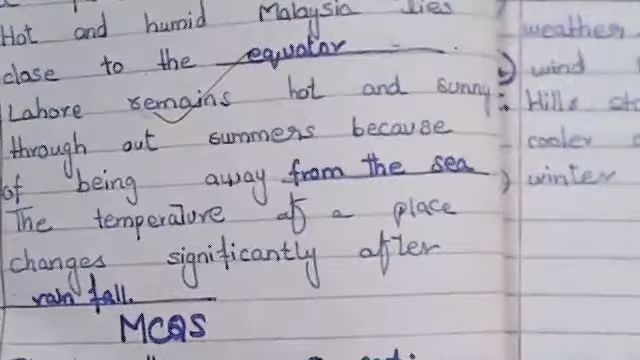 Hot and humid Malaysia lies
close to the equator
Lahore remains hot and sunny
through out summers because
of being away from the sea
The temperature of a place
changes significantly after
rain fall.
MCQS
weather
wind
Hills
cooler
winter